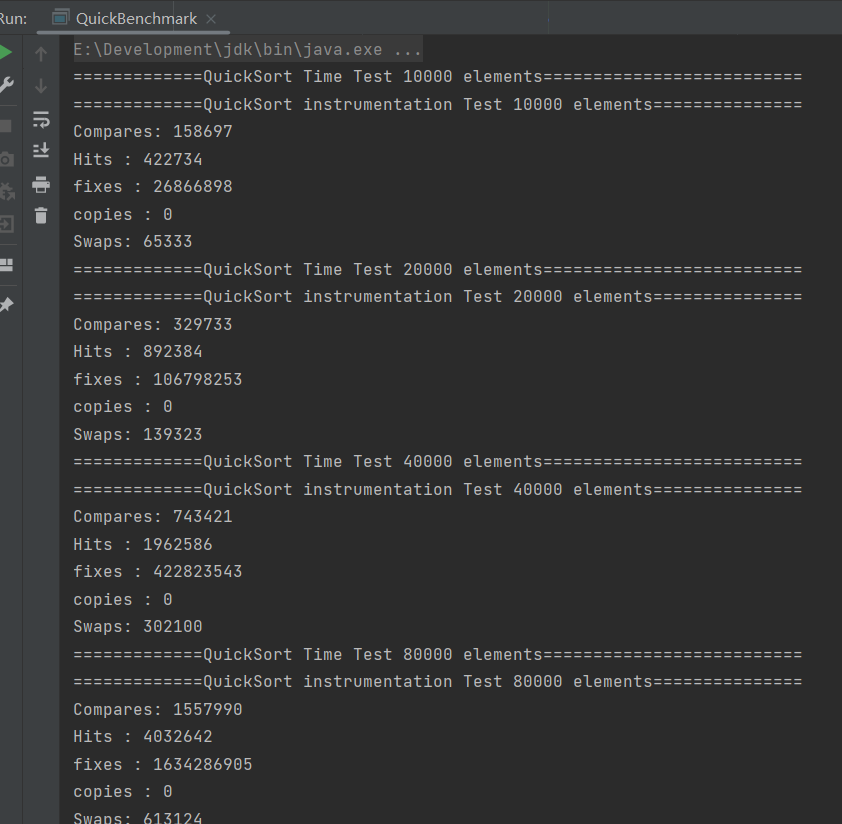 Run: QuickBenchmark
E:\Development\jdk\bin\java.exe ...
=============QuickSort Time Test 10000 elements==========================
=============QuickSort instrumentation Test 10000 elements===============
Compares: 158697
Hits : 422734
fixes : 26866898
copies : 0
Swaps: 65333
=============QuickSort Time Test 20000 elements==========================
=============QuickSort instrumentation Test 20000 elements===============
Compares: 329733
Hits : 892384
fixes : 106798253
copies : 0
Swaps: 139323
=============QuickSort Time Test 40000 elements==========================
=============QuickSort instrumentation Test 40000 elements===============
Compares: 743421
Hits : 1962586
fixes : 422823543
copies : 0
Swaps: 302100
=============QuickSort Time Test 80000 elements==========================
=============QuickSort instrumentation Test 80000 elements===============
Compares: 1557990
Hits : 4032642
fixes : 1634286905
copies : 0
Swaps: 613124